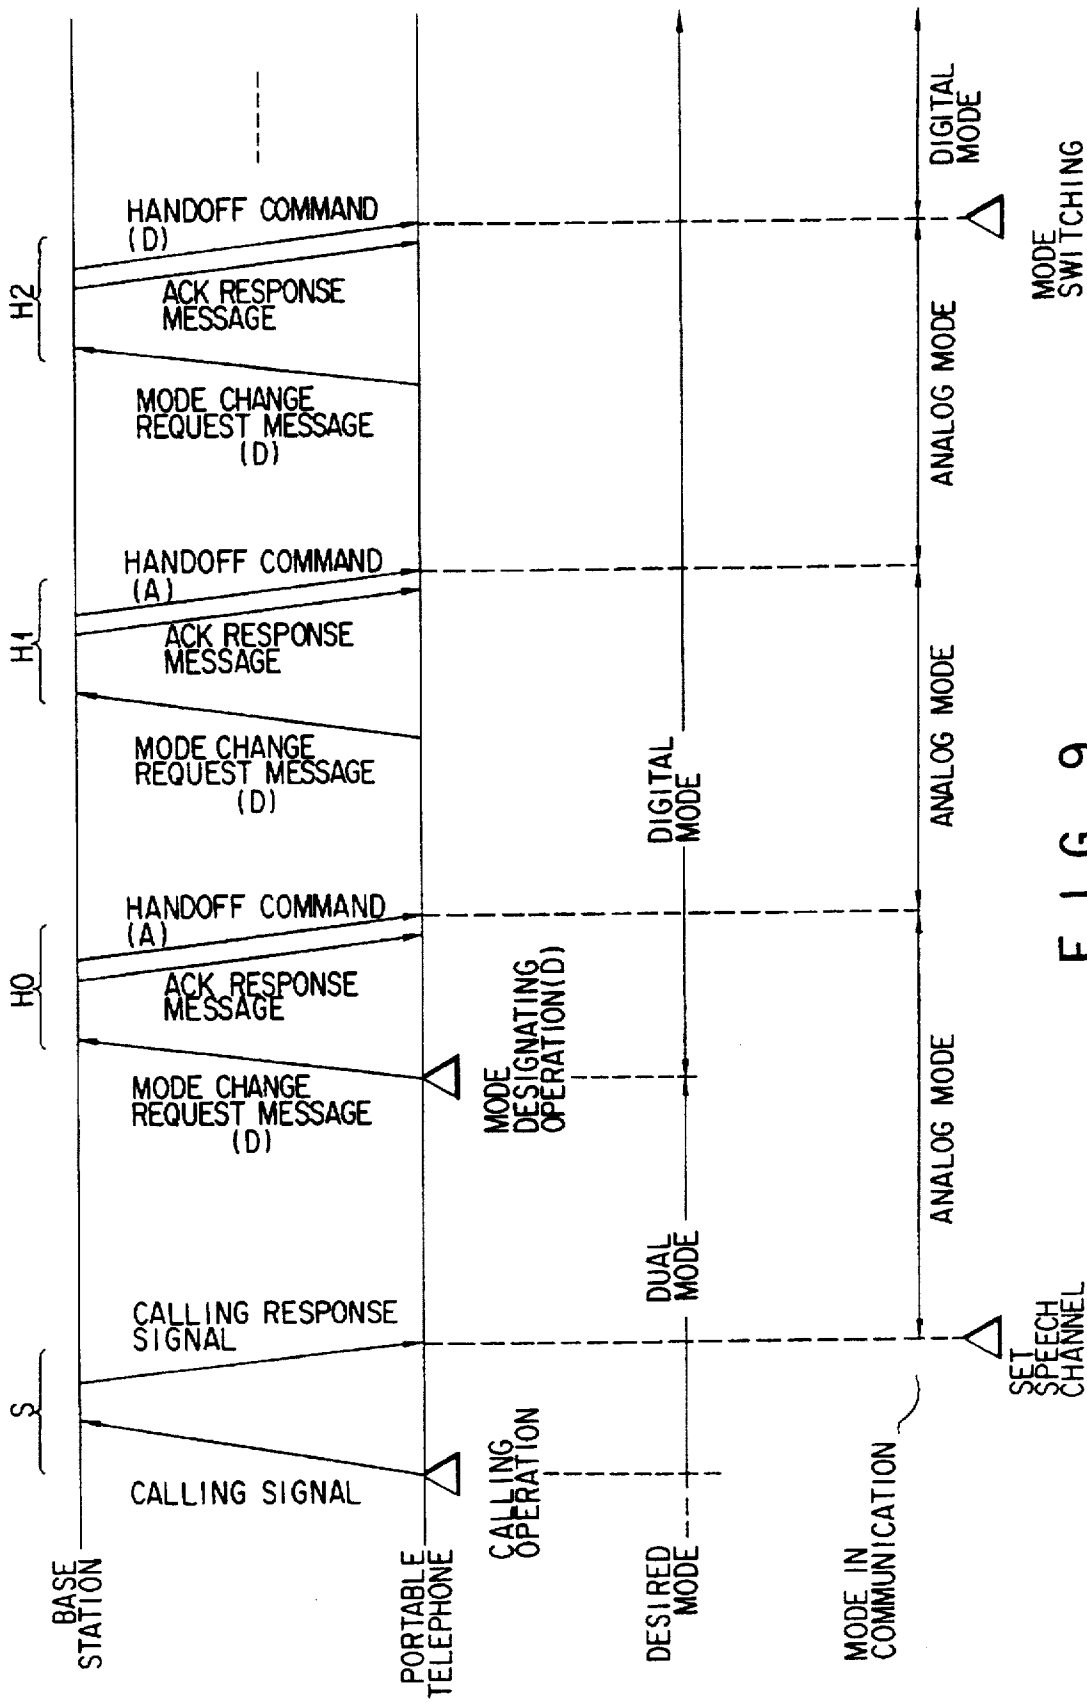 BASE
STATION
S
H0
H1
H2
CALLING SIGNAL
CALLING RESPONSE
SIGNAL
MODE CHANGE
REQUEST MESSAGE
(D)
ACK RESPONSE
MESSAGE
HANDOFF COMMAND
(A)
MODE CHANGE
REQUEST MESSAGE
(D)
ACK RESPONSE
MESSAGE
HANDOFF COMMAND
(A)
MODE CHANGE
REQUEST MESSAGE
(D)
ACK RESPONSE
MESSAGE
HANDOFF COMMAND
(D)
PORTABLE
TELEPHONE
CALLING
OPERATION
MODE
DESIGNATING
OPERATION(D)
DESIRED
MODE
DUAL
MODE
DIGITAL
MODE
MODE IN
COMMUNICATION
ANALOG MODE
ANALOG MODE
ANALOG MODE
DIGITAL
MODE
SET
SPEECH
CHANNEL
MODE
SWITCHING
FIG 9